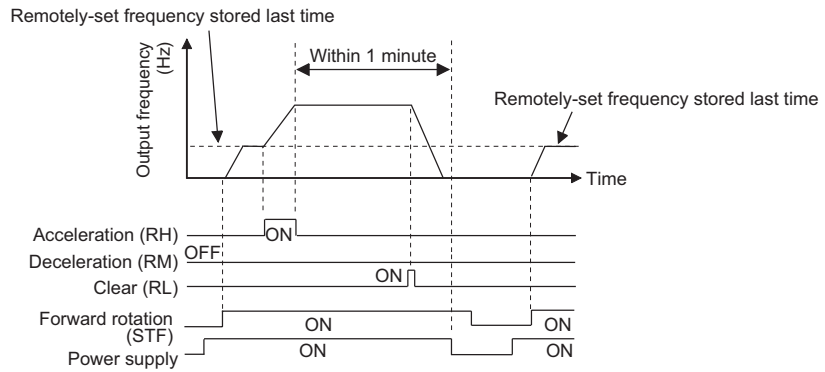 Remotely-set frequency stored last time
Output frequency
(Hz)
Within 1 minute
Remotely-set frequency stored last time
Time
Acceleration (RH)
ON
Deceleration (RM)
OFF
Clear (RL)
ON
Forward rotation
(STF)
ON
ON
Power supply
ON
ON